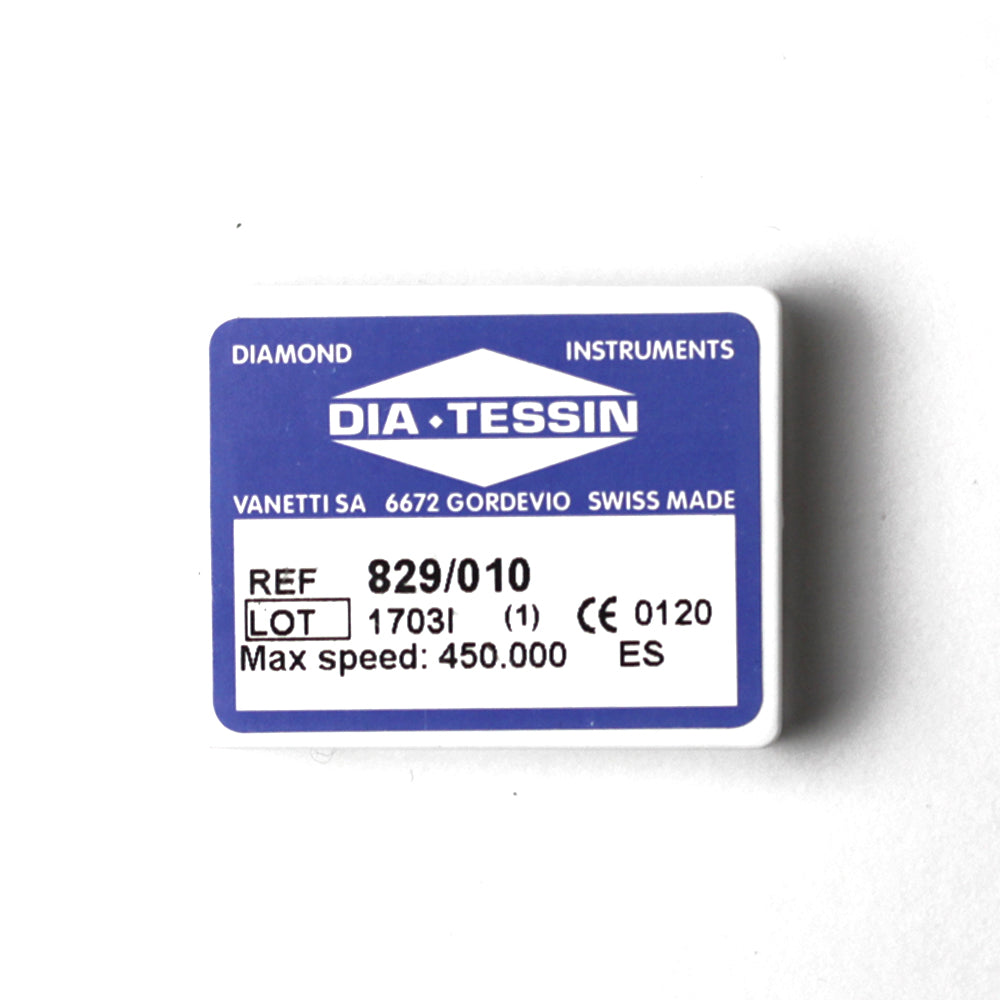 DIAMOND INSTRUMENTS
DIA◆TESSIN
VANETTI SA 6672 GORDEVIO SWISS MADE
REF 829/010
LOT 1703I (1) CE 0120
Max speed: 450.000 ES